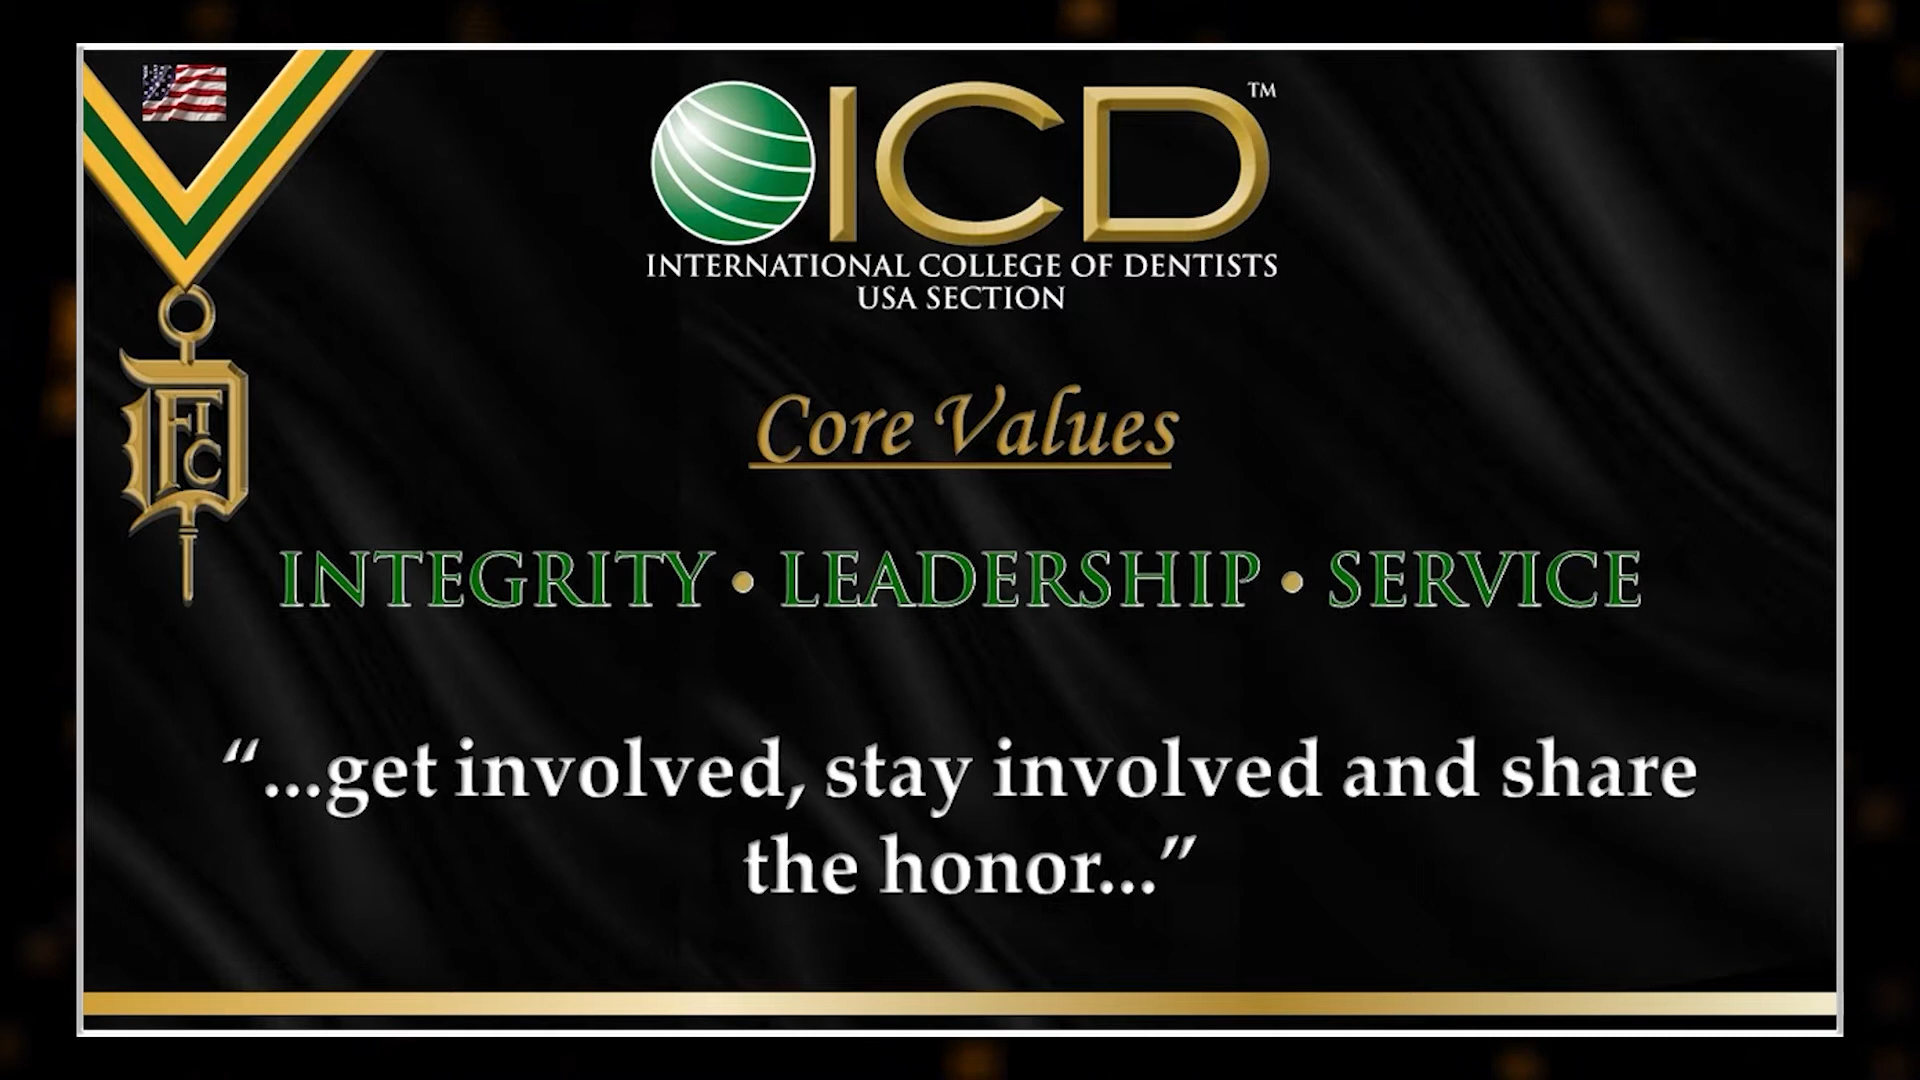 ICD™
INTERNATIONAL COLLEGE OF DENTISTS
USA SECTION
FICD
Core Values
INTEGRITY • LEADERSHIP • SERVICE
“...get involved, stay involved and share
the honor...”